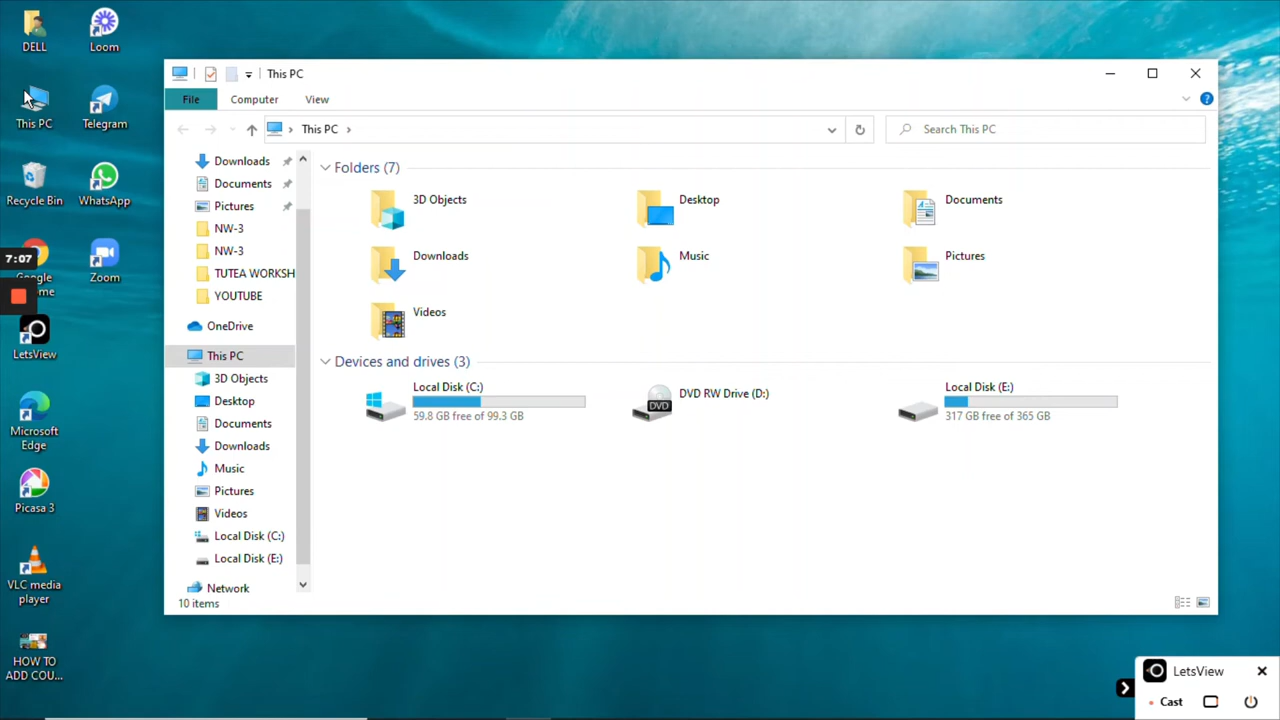 DELL
Loom
This PC
Telegram
Recycle Bin
WhatsApp
7:07
Google
me
Zoom
LetsView
Microsoft
Edge
Picasa 3
VLC media
player
HOW TO
ADD COU...
This PC
File
Computer
View
This PC
Search This PC
Downloads
Documents
Pictures
NW-3
NW-3
TUTEA WORKSH
YOUTUBE
OneDrive
This PC
3D Objects
Desktop
Documents
Downloads
Music
Pictures
Videos
Local Disk (C:)
Local Disk (E:)
Network
10 items
Folders (7)
3D Objects
Desktop
Documents
Downloads
Music
Pictures
Videos
Devices and drives (3)
Local Disk (C:)
59.8 GB free of 99.3 GB
DVD
DVD RW Drive (D:)
Local Disk (E:)
317 GB free of 365 GB
LetsView
Cast